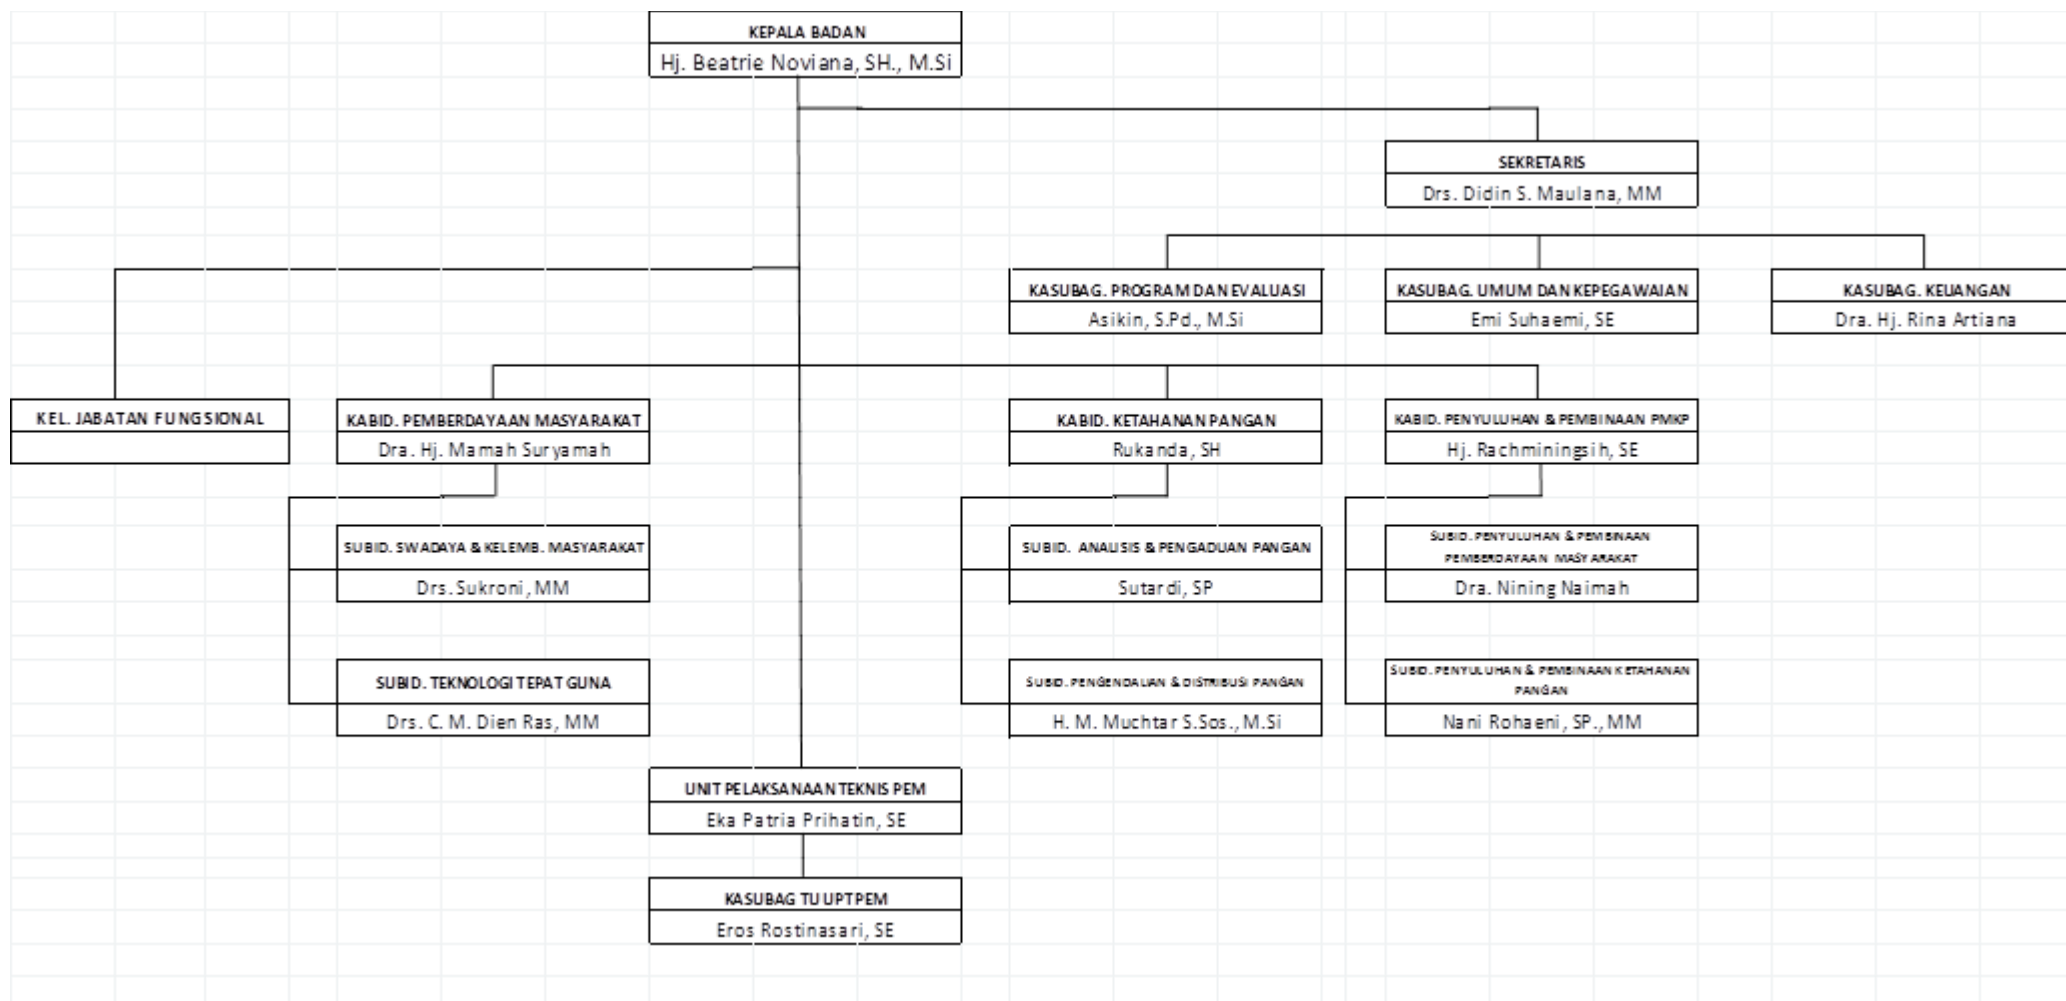 KEPALA BADAN
Hj. Beatrie Noviana, SH., M.Si
SEKRETARIS
Drs. Didin S. Maulana, MM
KASUBAG. PROGRAM DAN EVALUASI
Asikin, S.Pd., M.Si
KASUBAG. UMUM DAN KEPEGAWAIAN
Emi Suhaemi, SE
KASUBAG. KEUANGAN
Dra. Hj. Rina Artiana
KEL. JABATAN FUNGSIONAL
KABID. PEMBERDAYAAN MASYARAKAT
Dra. Hj. Mamah Suryamah
KABID. KETAHANAN PANGAN
Rukanda, SH
KABID. PENYULUHAN & PEMBINAAN PMKP
Hj. Rachminingsih, SE
SUBID. SWADAYA & KELEMB. MASYARAKAT
Drs. Sukroni, MM
SUBID. ANALISIS & PENGADUAN PANGAN
Sutardi, SP
SUBID. PENYULUHAN & PEMBINAAN
PEMBERDAYAAN MASYARAKAT
Dra. Nining Naimah
SUBID. TEKNOLOGI TEPAT GUNA
Drs. C. M. Dien Ras, MM
SUBID. PENGENDALIAN & DISTRIBUSI PANGAN
H. M. Muchtar S.Sos., M.Si
SUBID. PENYULUHAN & PEMBINAAN KETAHANAN
PANGAN
Nani Rohaeni, SP., MM
UNIT PELAKSANAAN TEKNIS PEM
Eka Patria Prihatin, SE
KASUBAG TU UPT PEM
Eros Rostinasari, SE